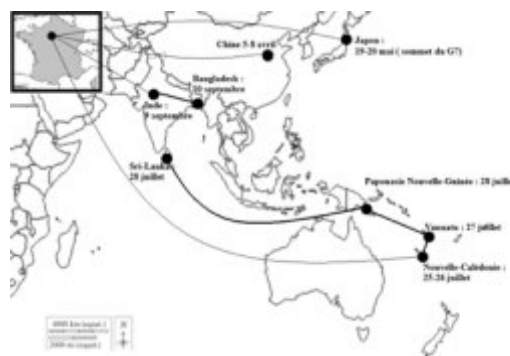 Chine 5-8 avril
Japon :
19-20 mai ( sommet du G7)
Bangladesh :
10 septembre
Inde :
9 septembre
Sri-Lanka :
28 juillet
Papouasie Nouvelle-Guinée : 28 juille
Vanuatu : 27 juillet
Nouvelle-Calédonie :
25-26 juillet
N